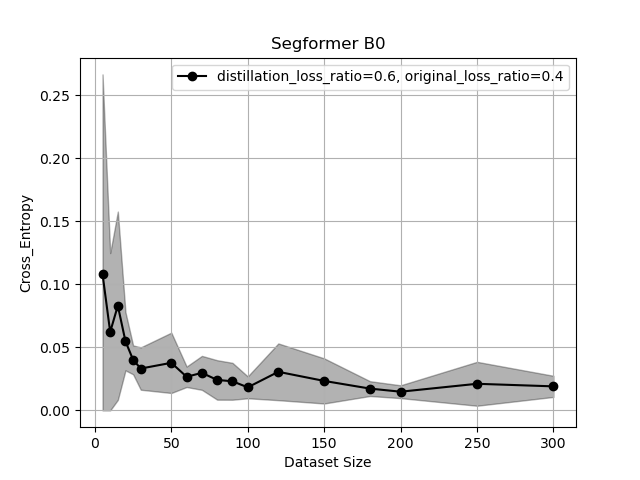 Segformer B0
distillation_loss_ratio=0.6, original_loss_ratio=0.4
Cross_Entropy
0.25
0.20
0.15
0.10
0.05
0.00
0 50 100 150 200 250 300
Dataset Size